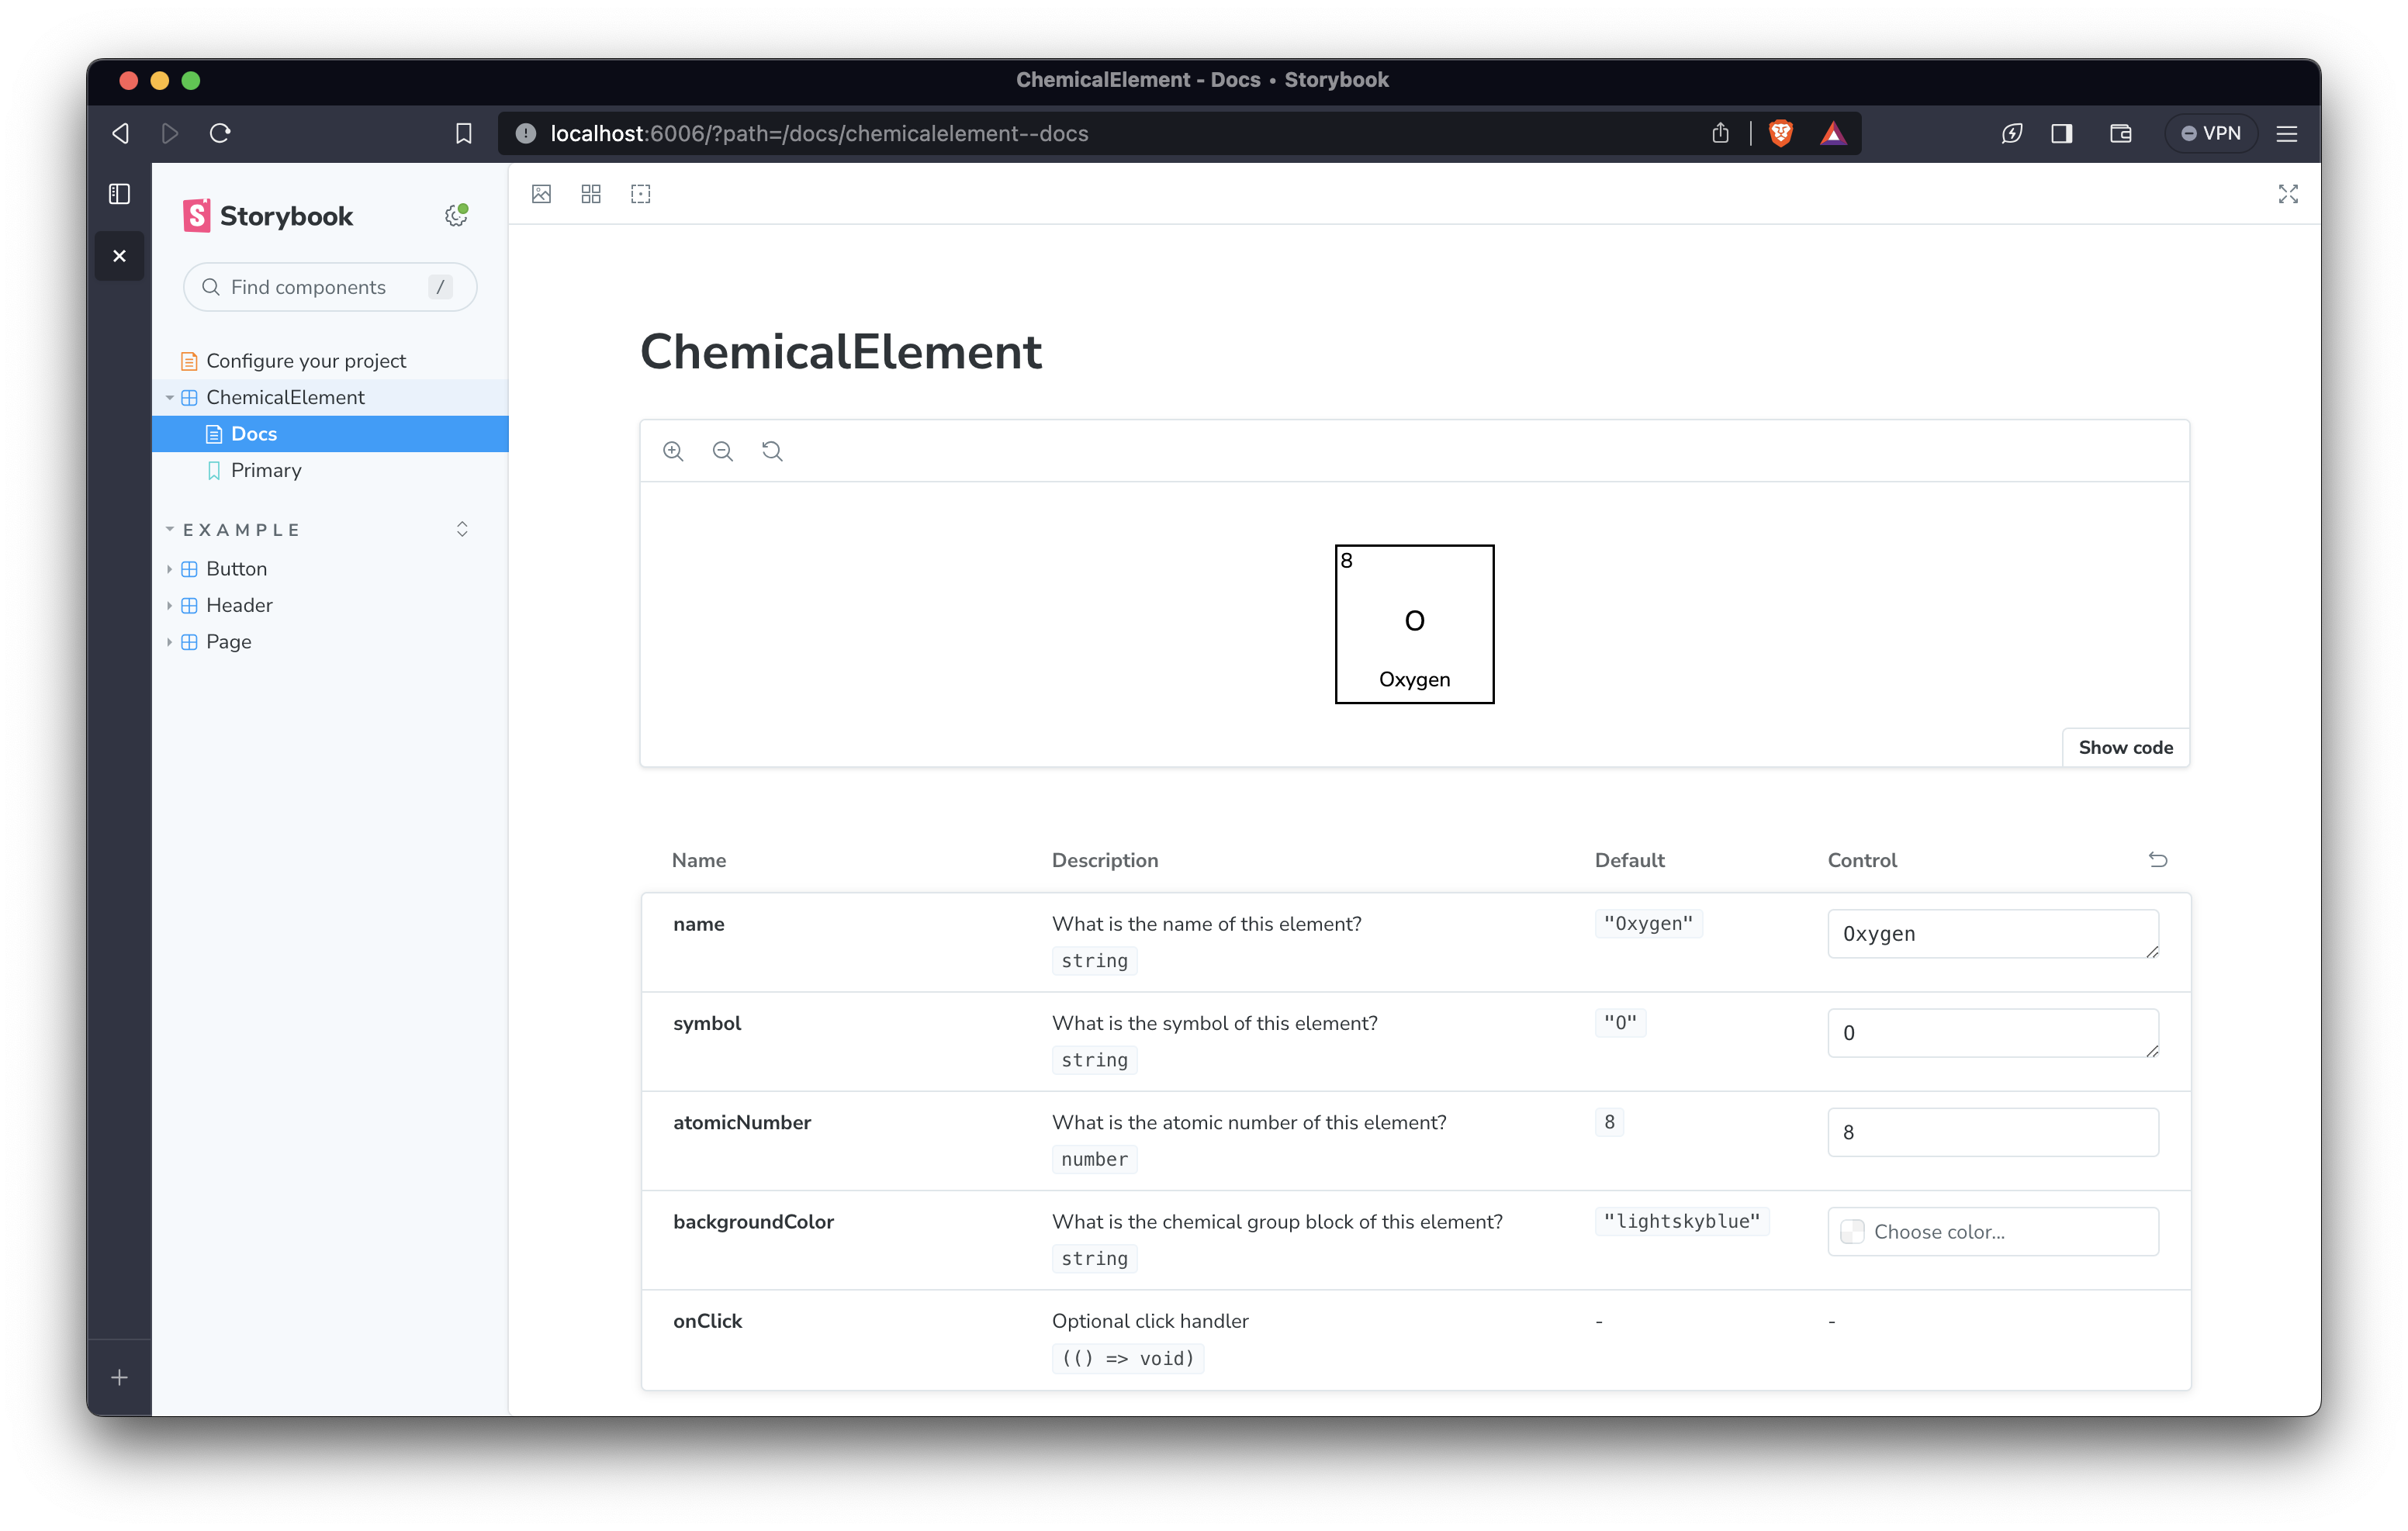 ChemicalElement - Docs • Storybook
localhost:6006/?path=/docs/chemicalelement--docs
VPN
Storybook
Find components
/
Configure your project
ChemicalElement
Docs
Primary
EXAMPLE
Button
Header
Page
ChemicalElement
8
O
Oxygen
Show code
Name Description Default Control
name What is the name of this element? "Oxygen" Oxygen
string
symbol What is the symbol of this element? "O" O
string
atomicNumber What is the atomic number of this element? 8 8
number
backgroundColor What is the chemical group block of this element? "lightskyblue" Choose color...
string
onClick Optional click handler - -
(() => void)